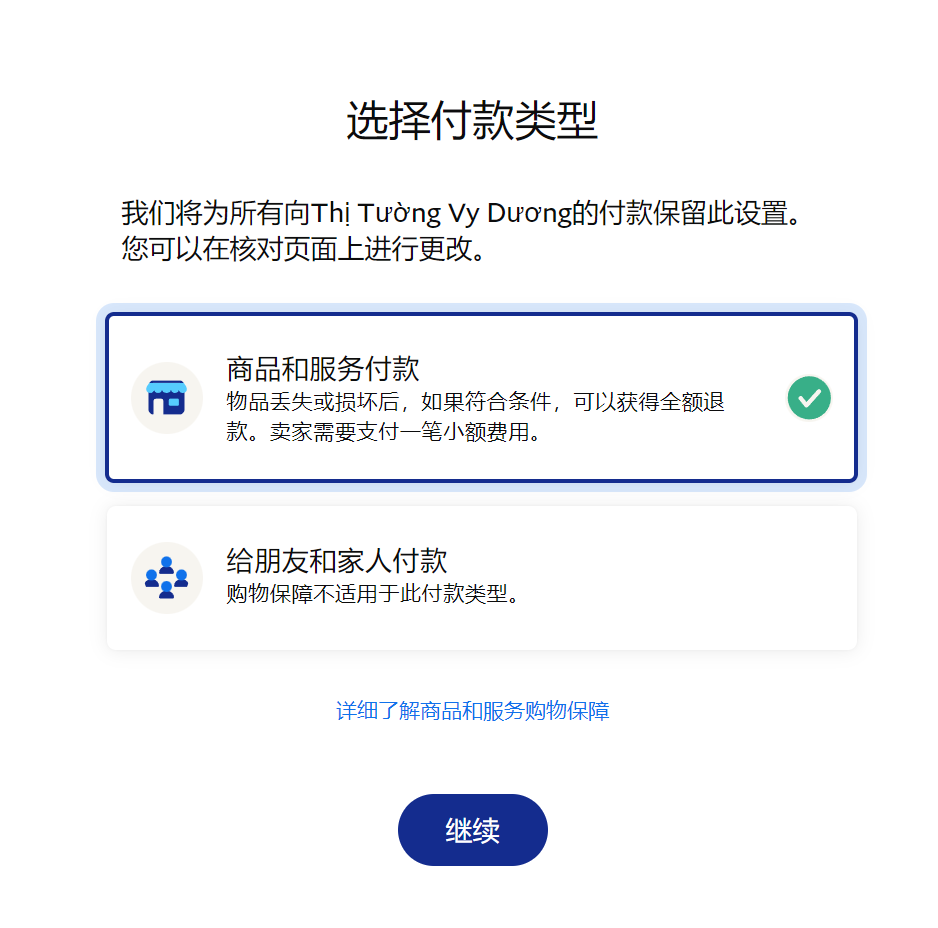 选择付款类型
我们将为所有向Thị Tường Vy Dương的付款保留此设置。
您可以在核对页面上进行更改。
商品和服务付款
物品丢失或损坏后，如果符合条件，可以获得全额退
款。卖家需要支付一笔小额费用。
给朋友和家人付款
购物保障不适用于此付款类型。
详细了解商品和服务购物保障
继续